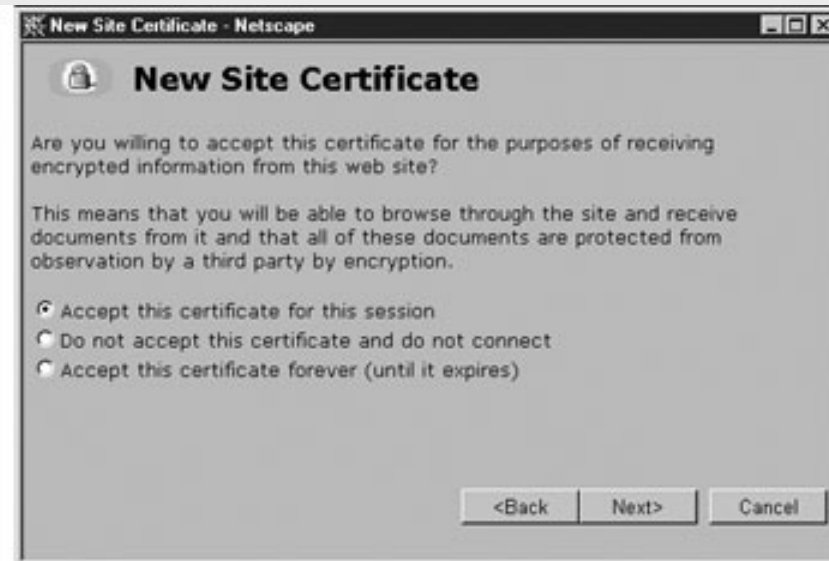 New Site Certificate - Netscape
New Site Certificate
Are you willing to accept this certificate for the purposes of receiving
encrypted information from this web site?
This means that you will be able to browse through the site and receive
documents from it and that all of these documents are protected from
observation by a third party by encryption.
Accept this certificate for this session
Do not accept this certificate and do not connect
Accept this certificate forever (until it expires)
<Back Next> Cancel